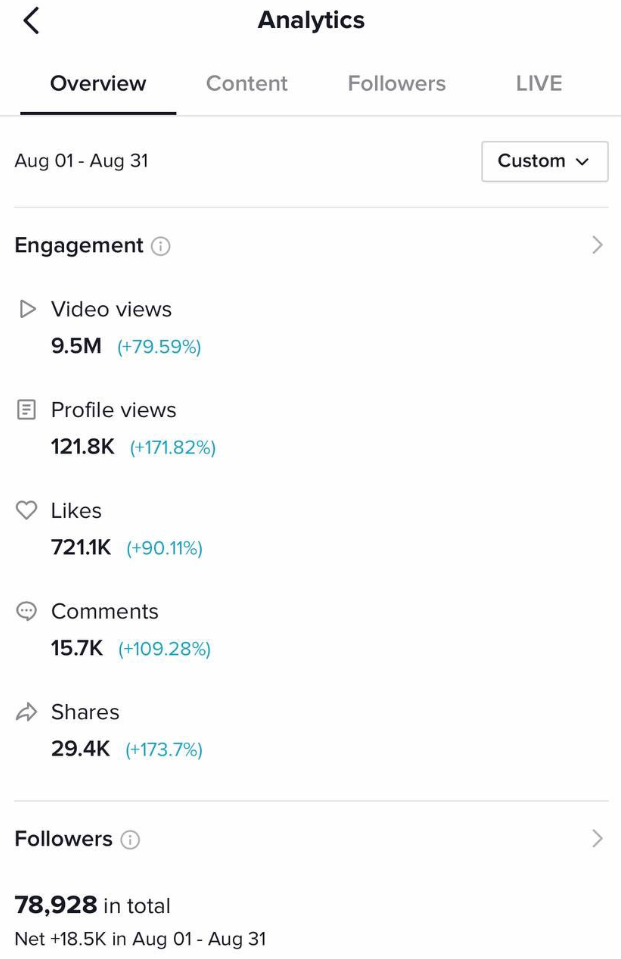 Analytics
Overview Content Followers LIVE
Aug 01 - Aug 31 Custom
Engagement
Video views
9.5M (+79.59%)
Profile views
121.8K (+171.82%)
Likes
721.1K (+90.11%)
Comments
15.7K (+109.28%)
Shares
29.4K (+173.7%)
Followers
78,928 in total
Net +18.5K in Aug 01 - Aug 31